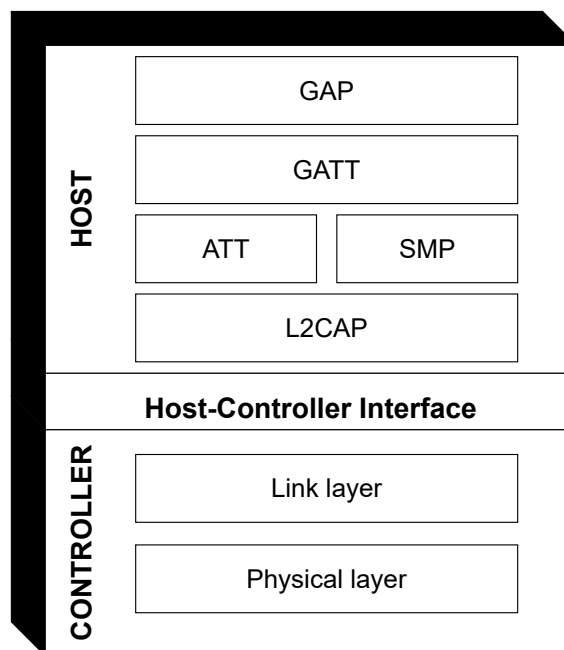 HOST
GAP
GATT
ATT
SMP
L2CAP
Host-Controller Interface
CONTROLLER
Link layer
Physical layer